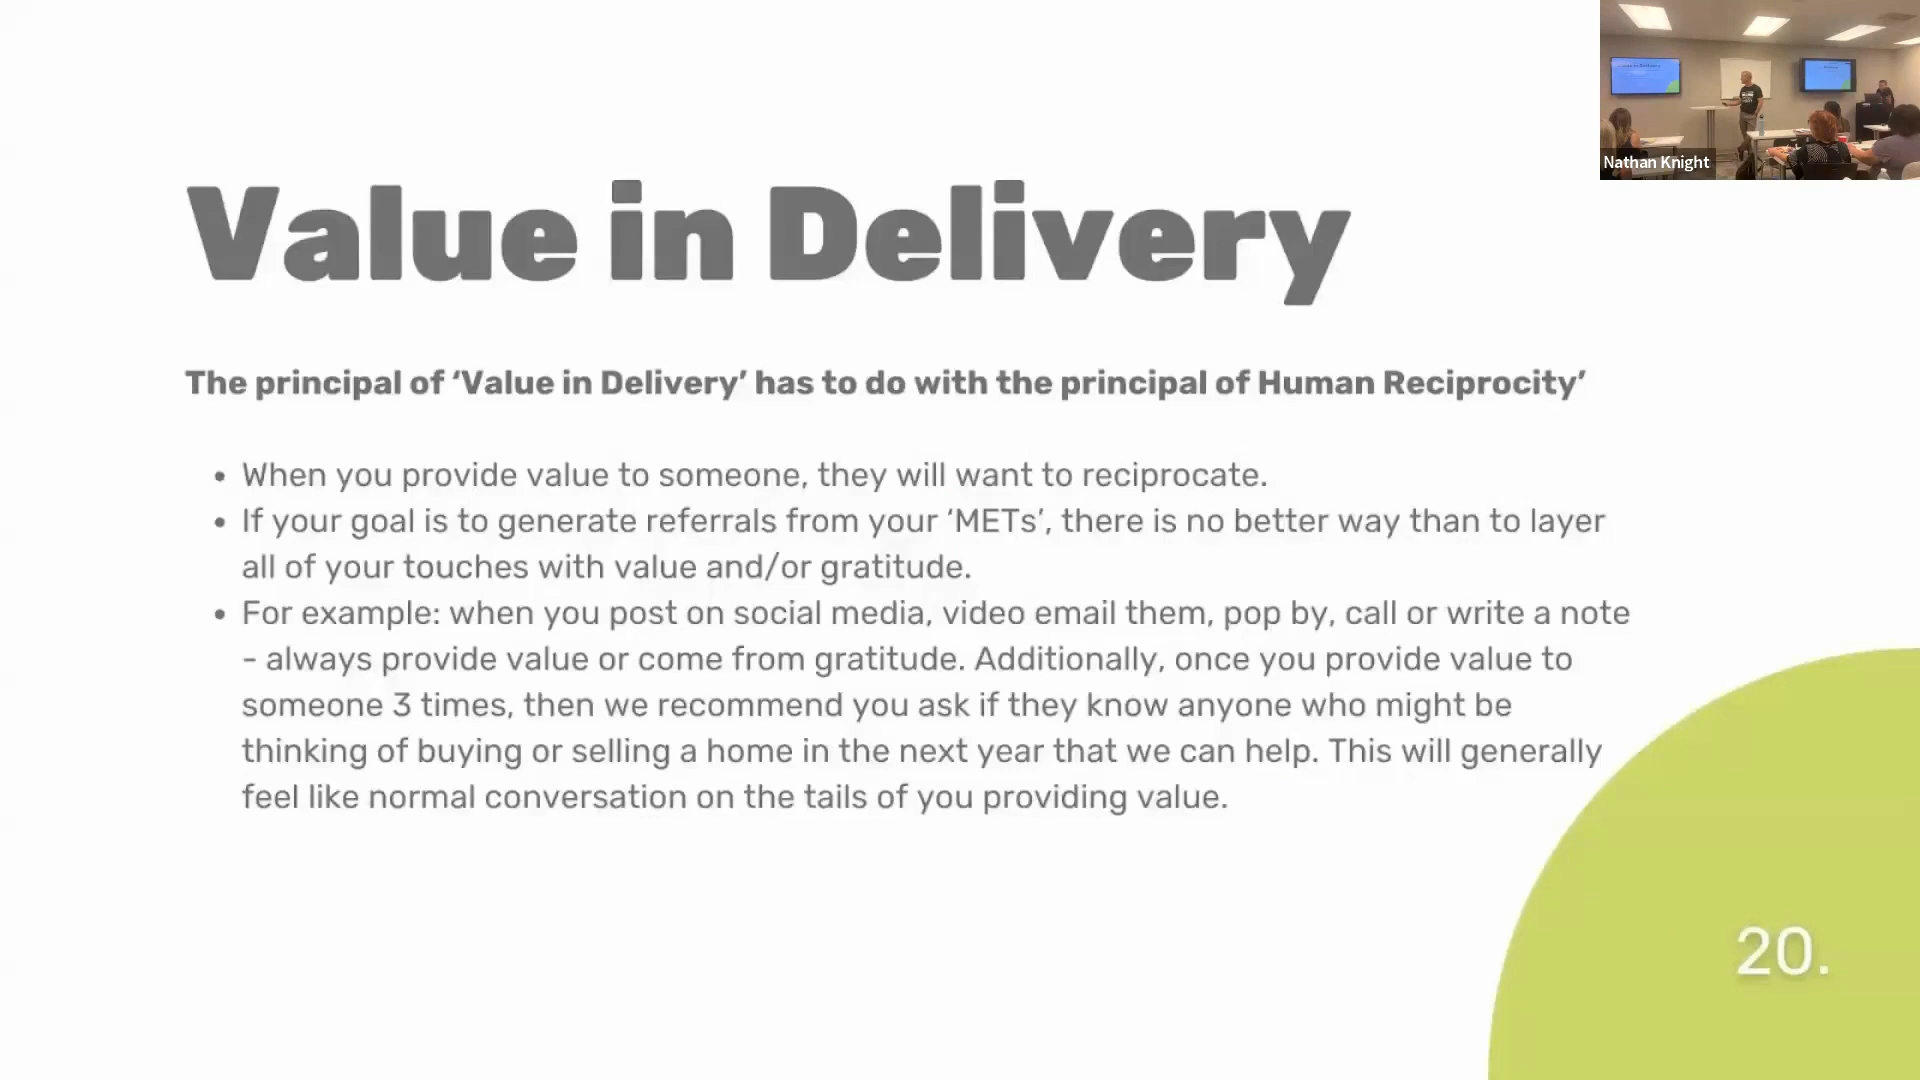 Value in Delivery
Nathan Knight
The principal of ‘Value in Delivery’ has to do with the principal of Human Reciprocity’
• When you provide value to someone, they will want to reciprocate.
• If your goal is to generate referrals from your ‘METs’, there is no better way than to layer
all of your touches with value and/or gratitude.
• For example: when you post on social media, video email them, pop by, call or write a note
- always provide value or come from gratitude. Additionally, once you provide value to
someone 3 times, then we recommend you ask if they know anyone who might be
thinking of buying or selling a home in the next year that we can help. This will generally
feel like normal conversation on the tails of you providing value.
20.